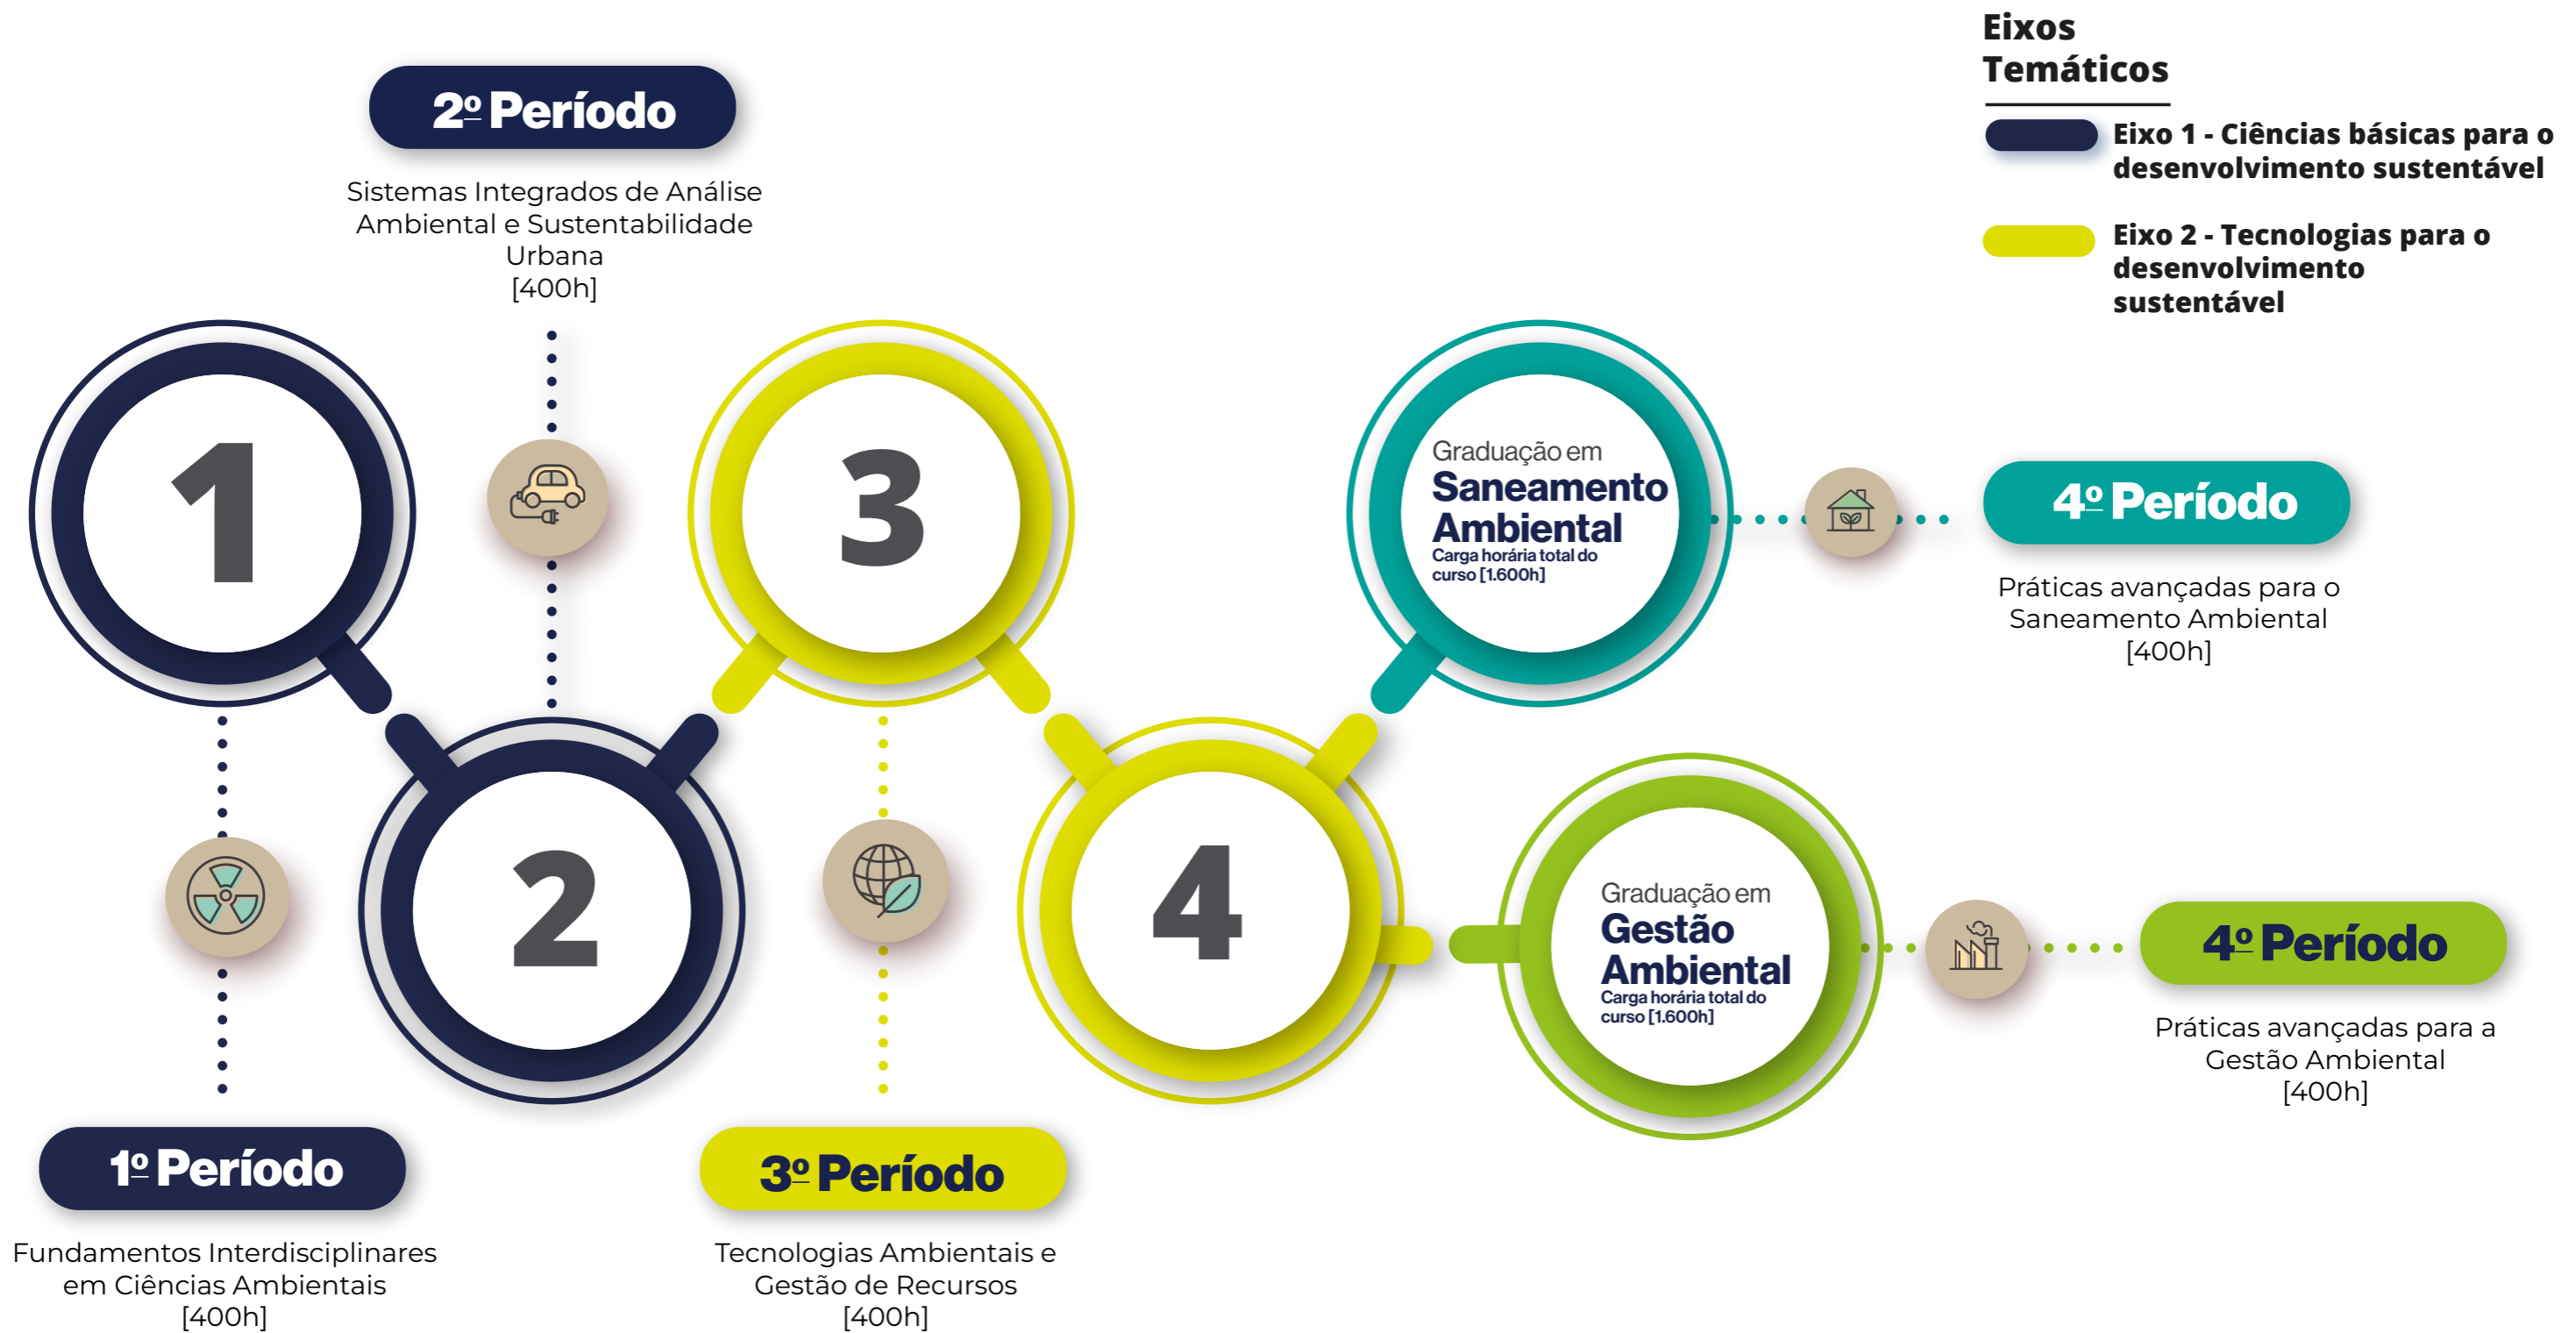 Eixos
Temáticos
Eixo 1 - Ciências básicas para o
desenvolvimento sustentável
Eixo 2 - Tecnologias para o
desenvolvimento
sustentável
2º Período
Sistemas Integrados de Análise
Ambiental e Sustentabilidade
Urbana
[400h]
1
3
Graduação em
Saneamento
Ambiental
Carga horária total do
curso [1.600h]
4º Período
Práticas avançadas para o
Saneamento Ambiental
[400h]
2
4
Graduação em
Gestão
Ambiental
Carga horária total do
curso [1.600h]
4º Período
Práticas avançadas para a
Gestão Ambiental
[400h]
1º Período
Fundamentos Interdisciplinares
em Ciências Ambientais
[400h]
3º Período
Tecnologias Ambientais e
Gestão de Recursos
[400h]